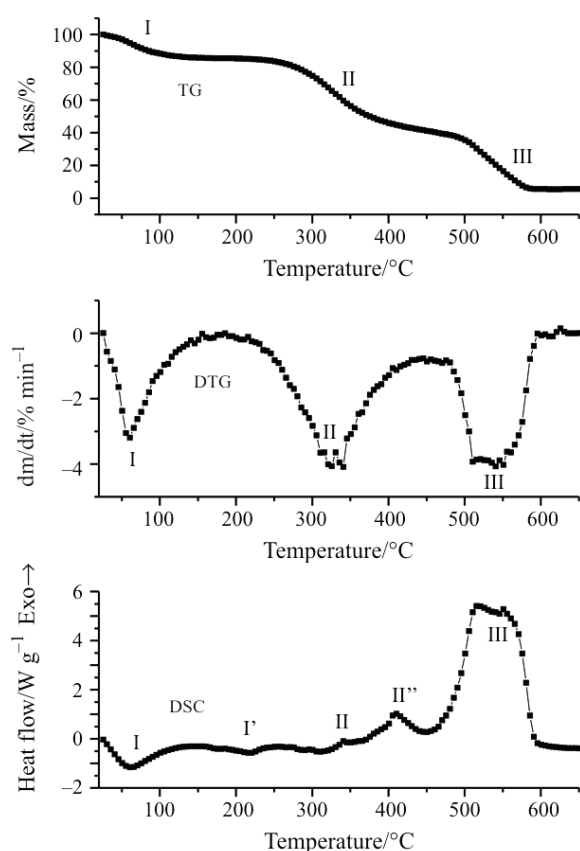 Mass/%
100
80
60
40
20
0
I
II
III
TG
100 200 300 400 500 600
Temperature/°C
dm/dt/% min⁻¹
0
−2
−4
DTG
I
II
III
100 200 300 400 500 600
Temperature/°C
Heat flow/W g⁻¹ Exo→
6
4
2
0
−2
DSC
I
I’
II
II’’
III
100 200 300 400 500 600
Temperature/°C